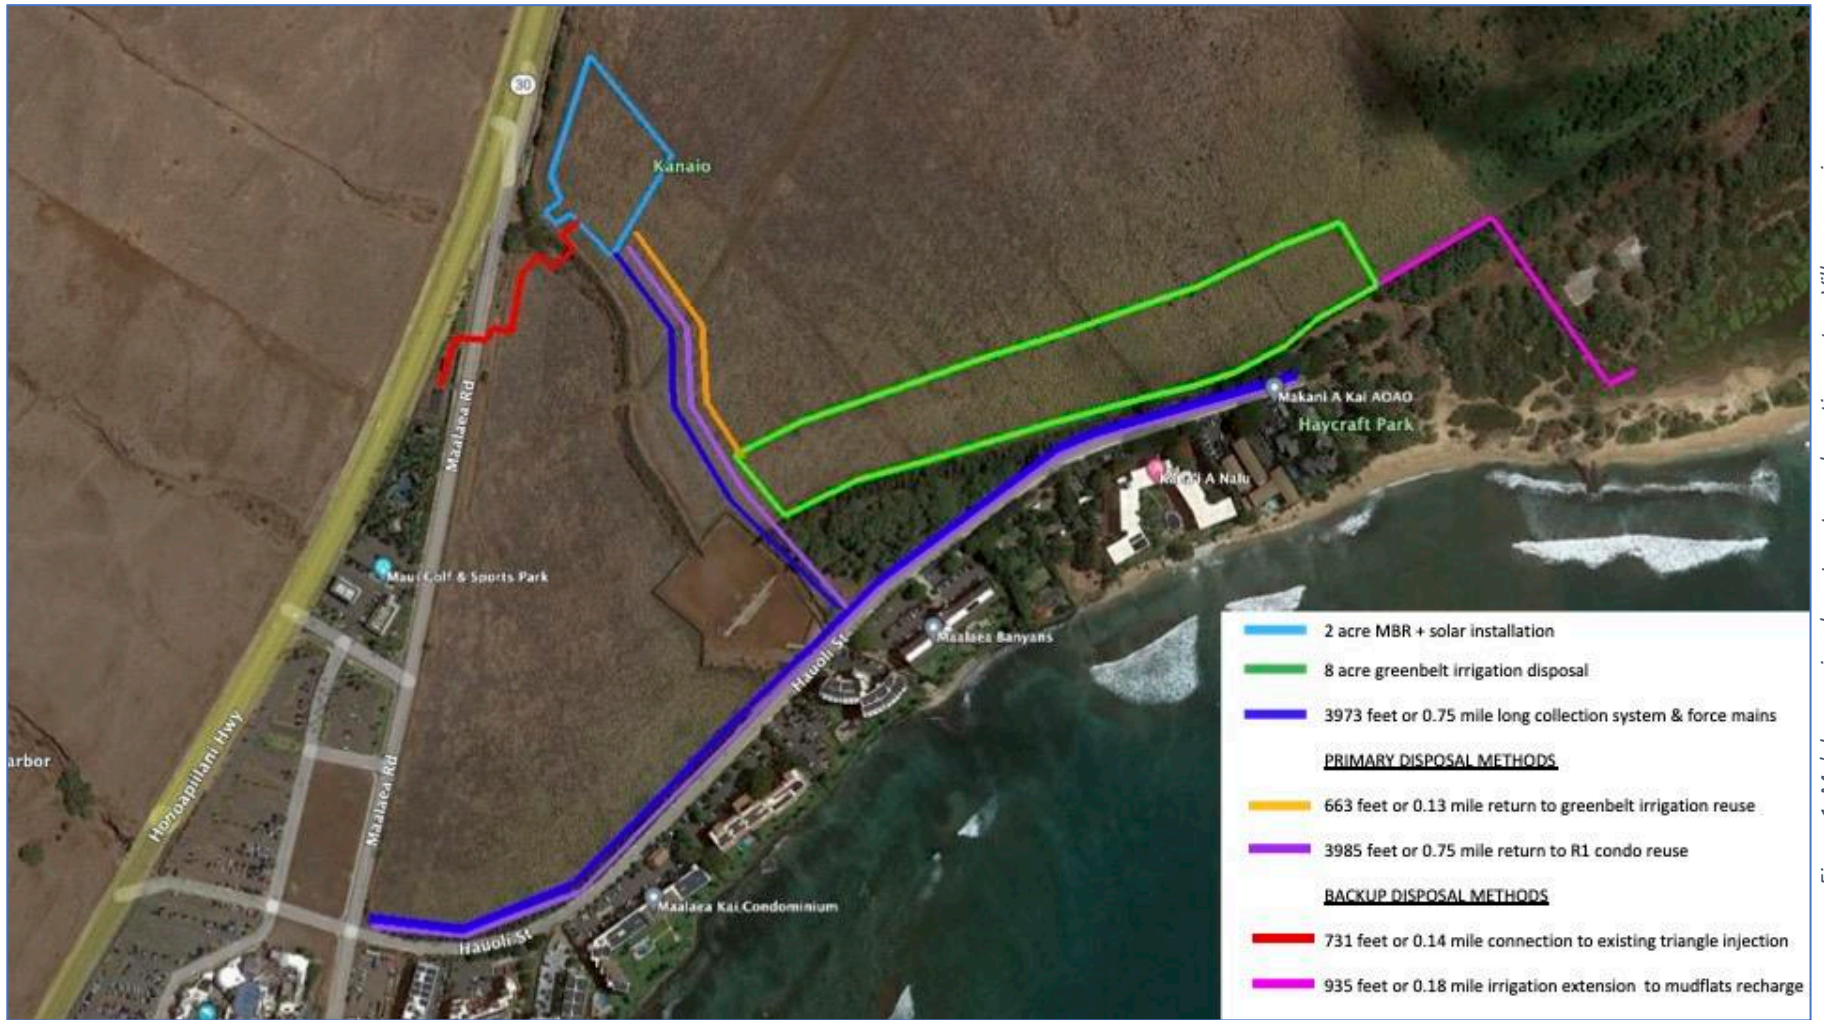 30
Kanaio
Maalaea Rd
Makani A Kai AOAO
Haycraft Park
Maui Golf & Sports Park
Maalaea Banyans
Hauoli St
2 acre MBR + solar installation
8 acre greenbelt irrigation disposal
3973 feet or 0.75 mile long collection system & force mains
PRIMARY DISPOSAL METHODS
663 feet or 0.13 mile return to greenbelt irrigation reuse
3985 feet or 0.75 mile return to R1 condo reuse
BACKUP DISPOSAL METHODS
731 feet or 0.14 mile connection to existing triangle injection
935 feet or 0.18 mile irrigation extension to mudflats recharge
arbor
Honoapiilani Hwy
Maalaea Rd
Maalaea Kai Condominium
Hauoli St
A Nalu